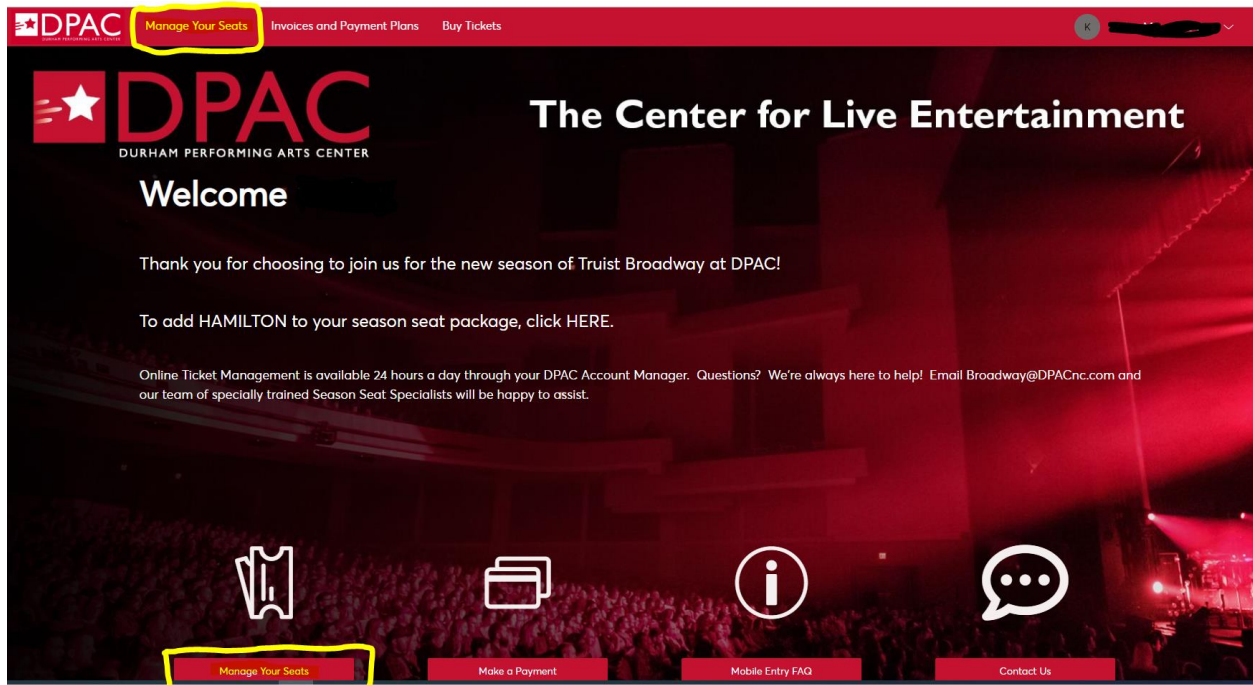 DPAC
DURHAM PERFORMING ARTS CENTER
Manage Your Seats
Invoices and Payment Plans
Buy Tickets
K
DPAC
DURHAM PERFORMING ARTS CENTER
The Center for Live Entertainment
Welcome
Thank you for choosing to join us for the new season of Truist Broadway at DPAC!
To add HAMILTON to your season seat package, click HERE.
Online Ticket Management is available 24 hours a day through your DPAC Account Manager. Questions? We're always here to help! Email Broadway@DPACnc.com and
our team of specially trained Season Seat Specialists will be happy to assist.
Manage Your Seats
Make a Payment
Mobile Entry FAQ
Contact Us